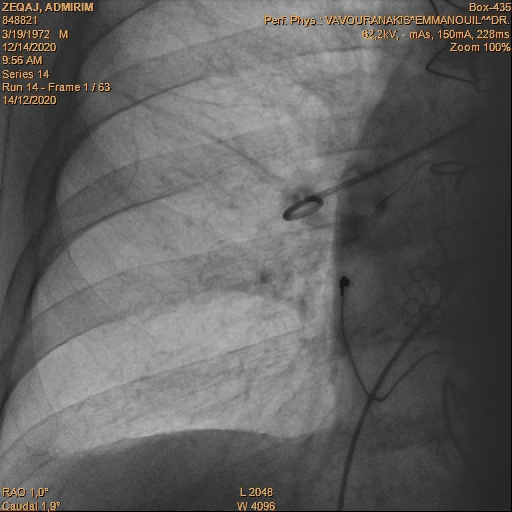 ZEQAJ, ADMIRIM
848821
3/19/1972 M
12/14/2020
9:56 AM
Series 14
Run 14 - Frame 1 / 63
14/12/2020
Box-435
Perf. Phys.: VAVOURANAKIS^EMMANOUIL^^DR.
62,2kV, - mAs, 150mA, 228ms
Zoom 100%
RAO 1,0°
Caudal 1,9°
L 2048
W 4096